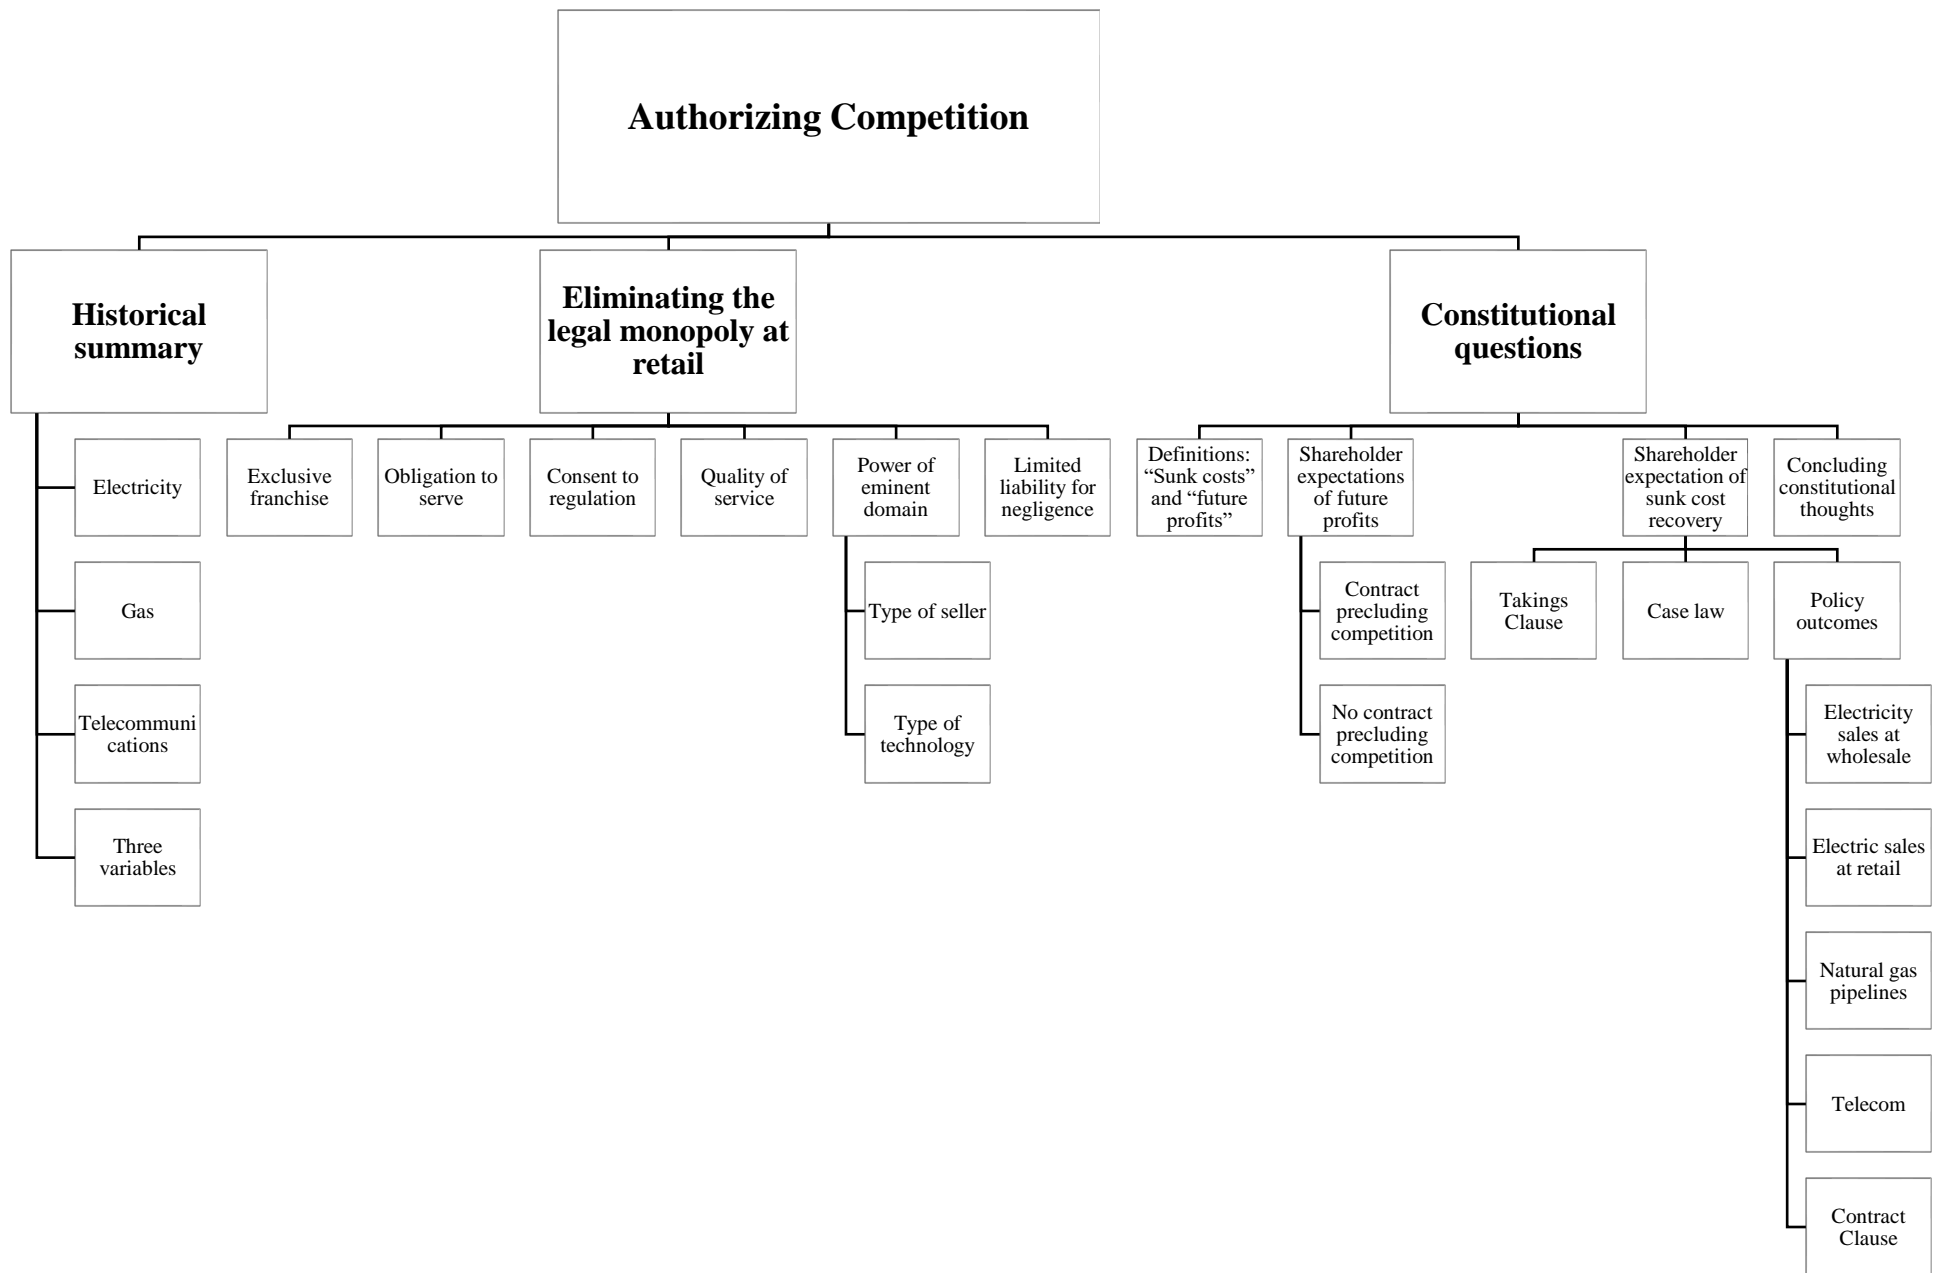 Authorizing Competition
Historical
summary
Eliminating the
legal monopoly at
retail
Constitutional
questions
Electricity
Gas
Telecommuni
cations
Three
variables
Exclusive
franchise
Obligation to
serve
Consent to
regulation
Quality of
service
Power of
eminent
domain
Type of seller
Type of
technology
Limited
liability for
negligence
Definitions:
“Sunk costs”
and “future
profits”
Shareholder
expectations
of future
profits
Contract
precluding
competition
No contract
precluding
competition
Shareholder
expectation of
sunk cost
recovery
Takings
Clause
Case law
Policy
outcomes
Electricity
sales at
wholesale
Electric sales
at retail
Natural gas
pipelines
Telecom
Contract
Clause
Concluding
constitutional
thoughts